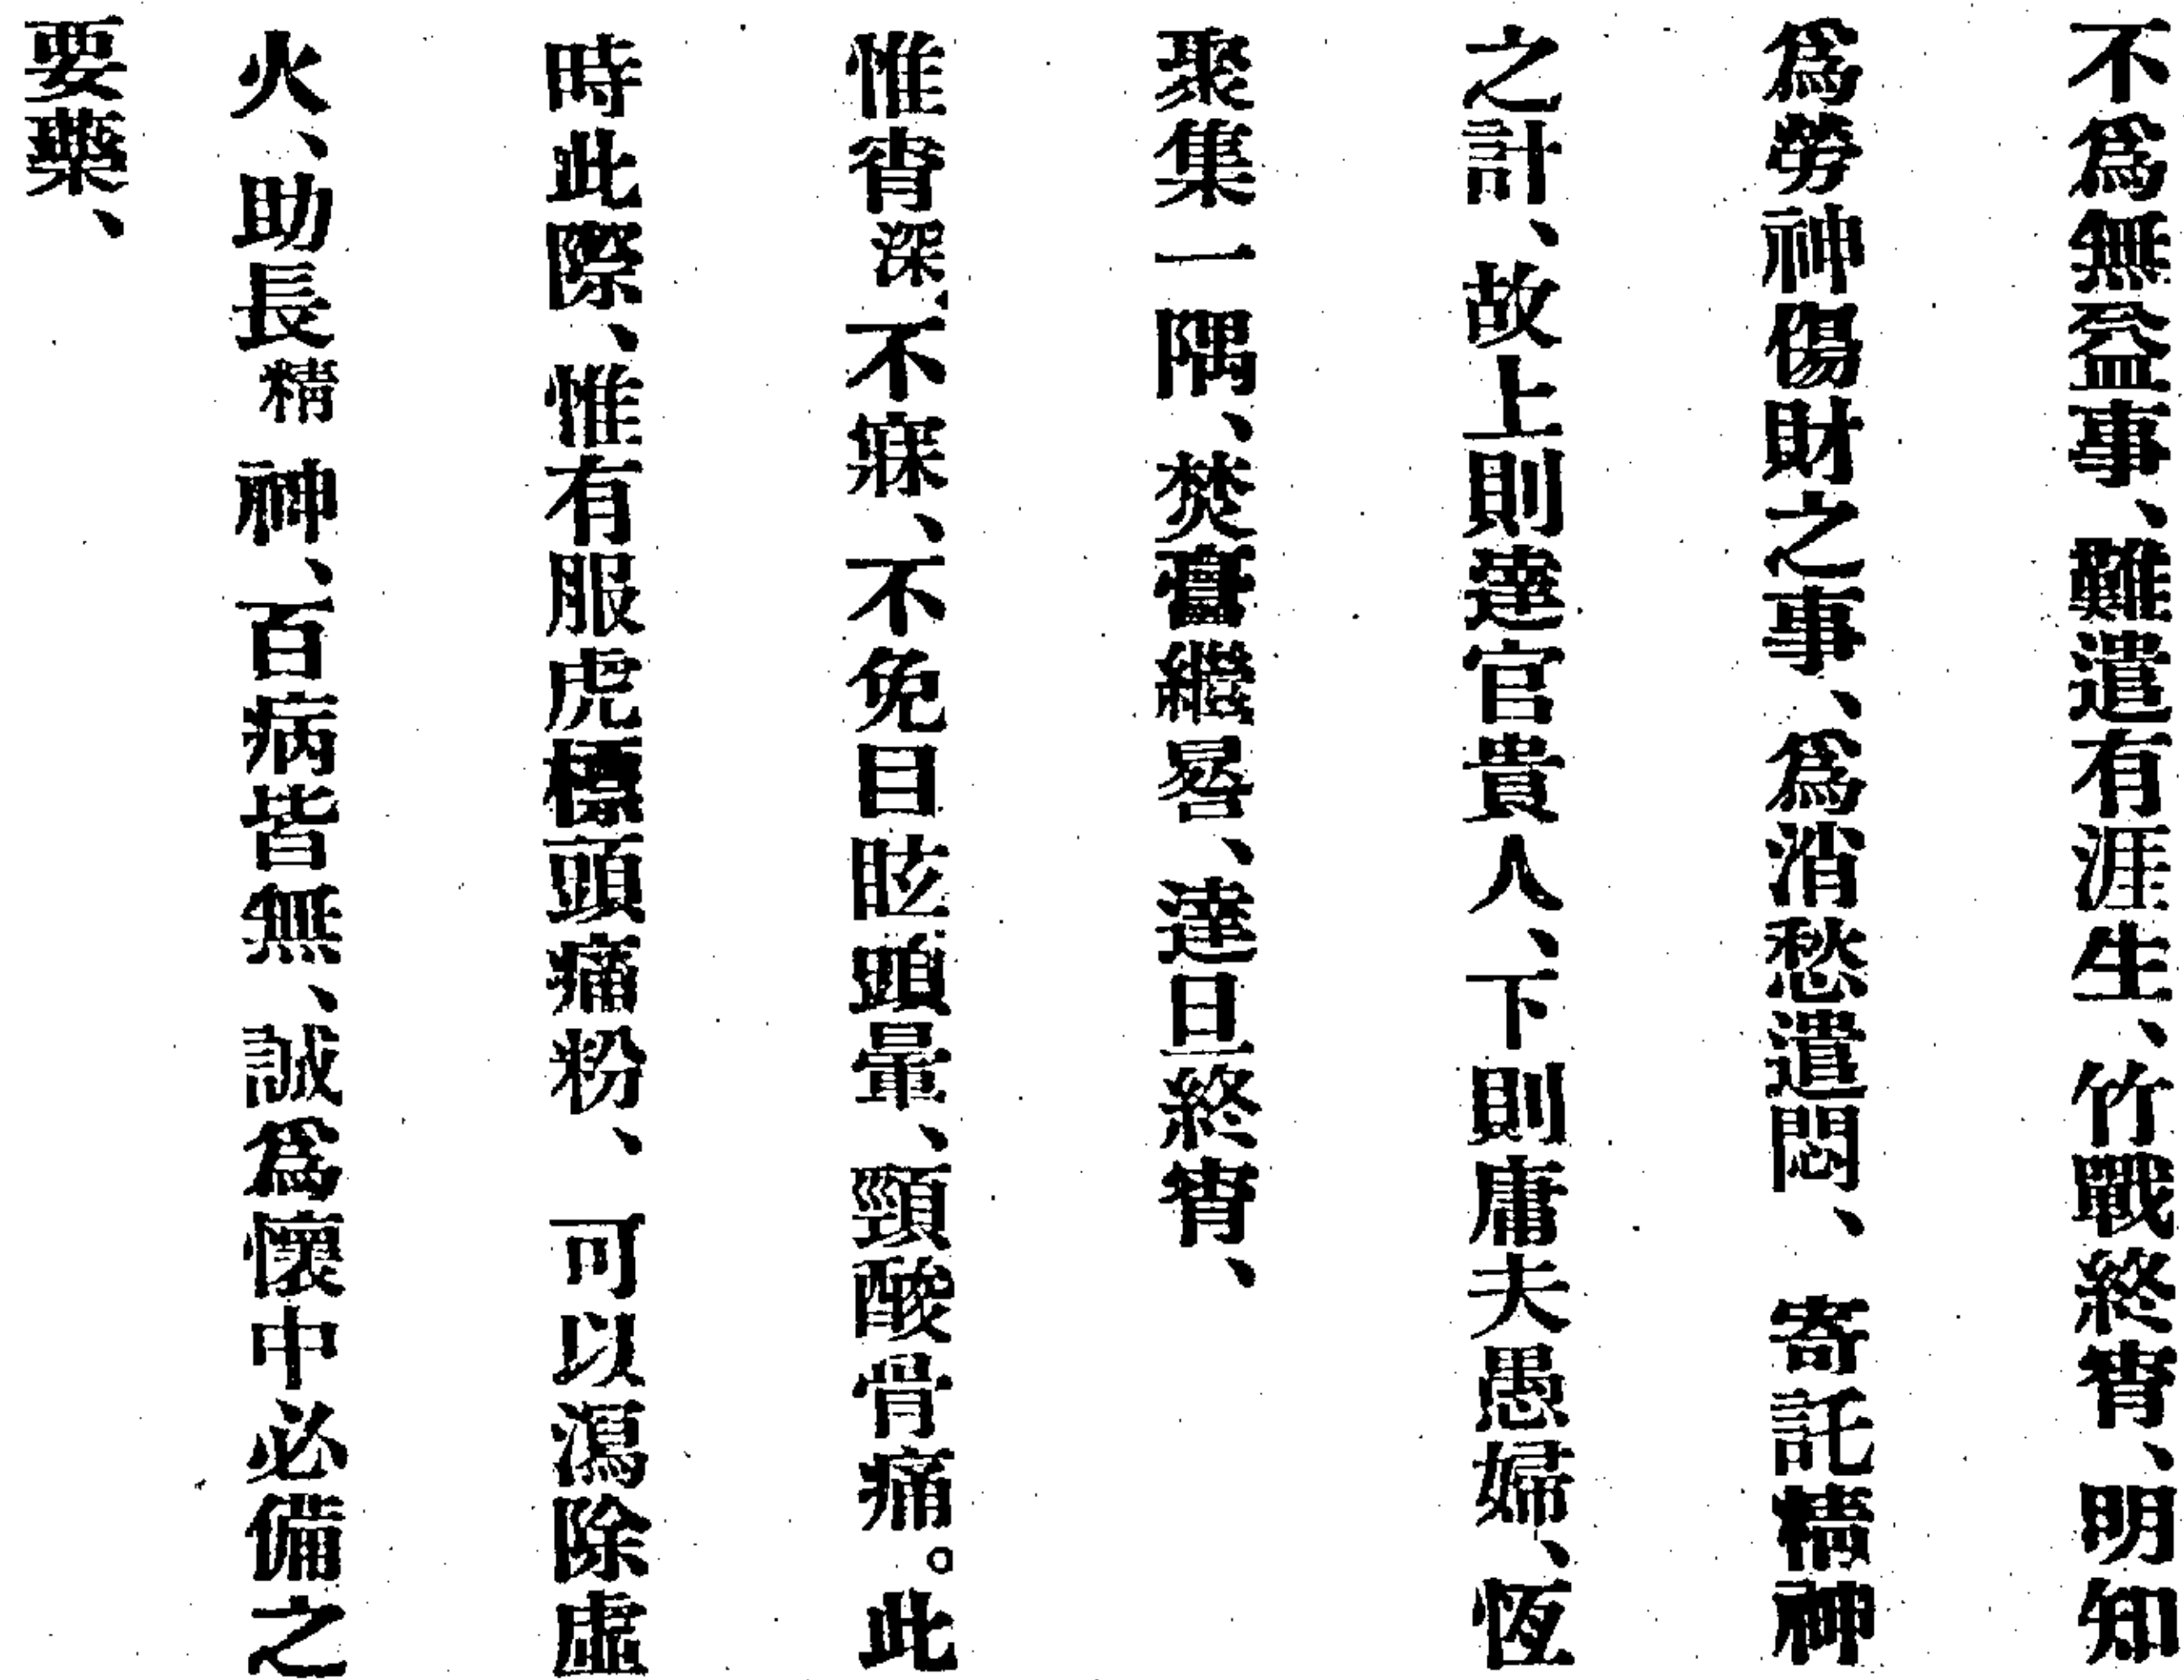 不爲無益事、難遣有涯生、竹戰終宵、明知
爲勞神傷財之事、爲消愁遣悶、寄託精神
之計、故上則達官貴人、下則庸夫愚婦、恆
聚集一隅、焚膏繼晷、達旦終宵、
惟宵深不寐、不免目眩頭暈、頸酸骨痛。此
時此際、惟有服虎標頭痛粉、可以瀉除虛
火、助長精神、百病皆無、誠爲懷中必備之
要藥、